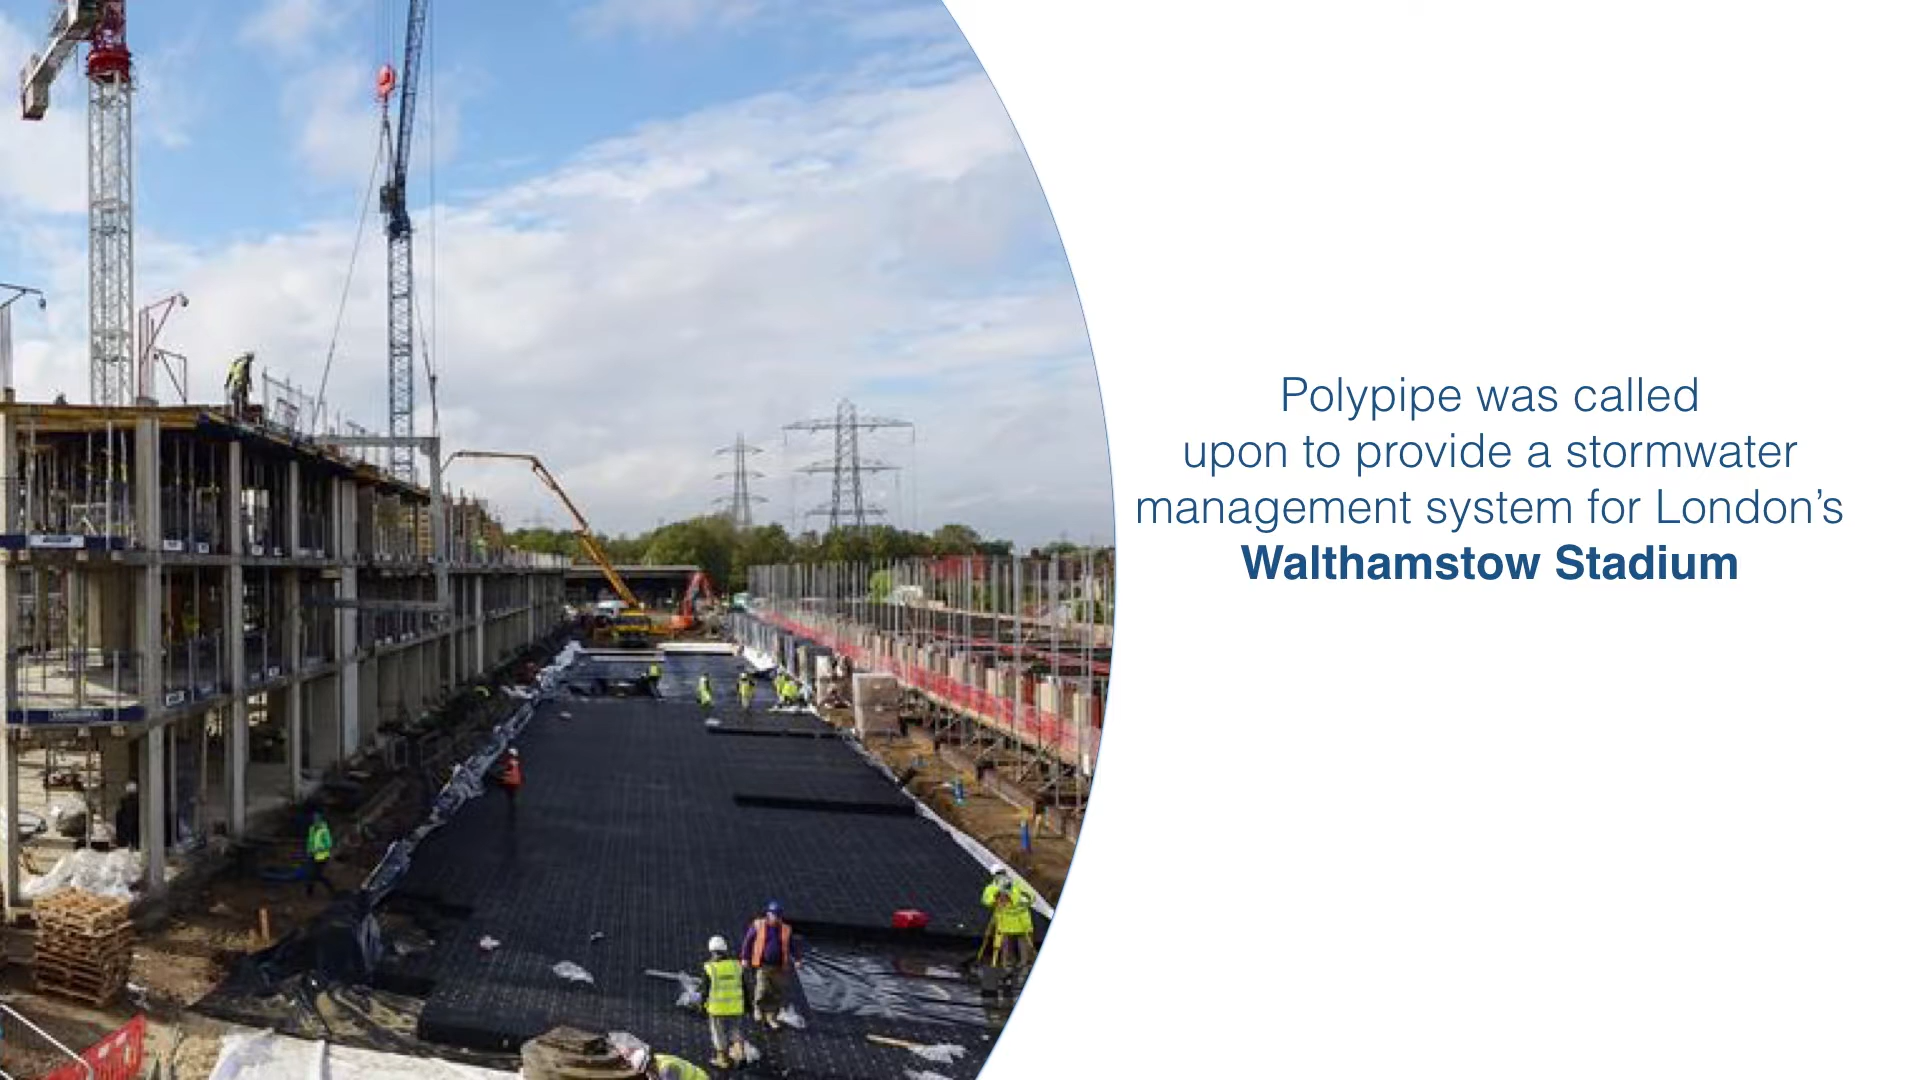 Polypipe was called
upon to provide a stormwater
management system for London’s
Walthamstow Stadium